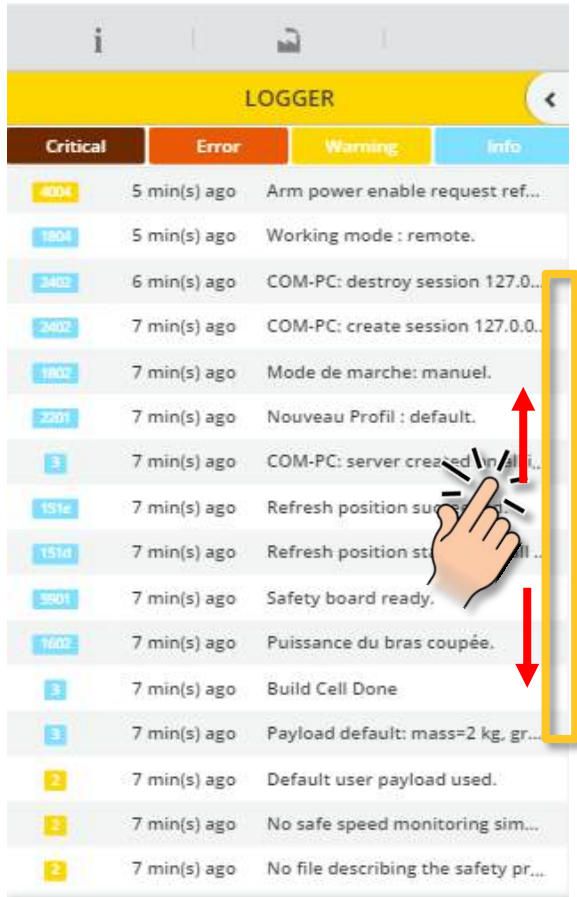 LOGGER
Critical Error Warning Info
4004 5 min(s) ago Arm power enable request ref...
1804 5 min(s) ago Working mode : remote.
2402 6 min(s) ago COM-PC: destroy session 127.0...
2402 7 min(s) ago COM-PC: create session 127.0.0...
1802 7 min(s) ago Mode de marche: manuel.
2201 7 min(s) ago Nouveau Profil : default.
3 7 min(s) ago COM-PC: server created on
151e 7 min(s) ago Refresh position
151d 7 min(s) ago Refresh position
5901 7 min(s) ago Safety board ready.
1602 7 min(s) ago Puissance du bras coupée.
3 7 min(s) ago Build Cell Done
3 7 min(s) ago Payload default: mass=2 kg, gr...
2 7 min(s) ago Default user payload used.
2 7 min(s) ago No safe speed monitoring sim...
2 7 min(s) ago No file describing the safety pr...